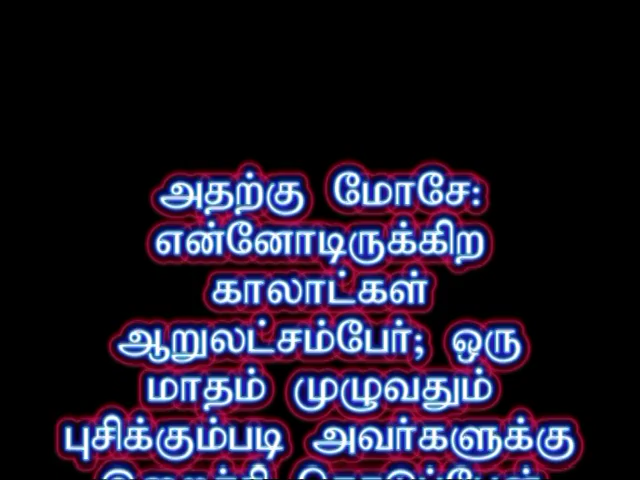 அதற்கு மோசே:
என்னோடிருக்கிற
காலாட்கள்
ஆறுலட்சம்பேர்; ஒரு
மாதம் முழுவதும்
புசிக்கும்படி அவர்களுக்கு